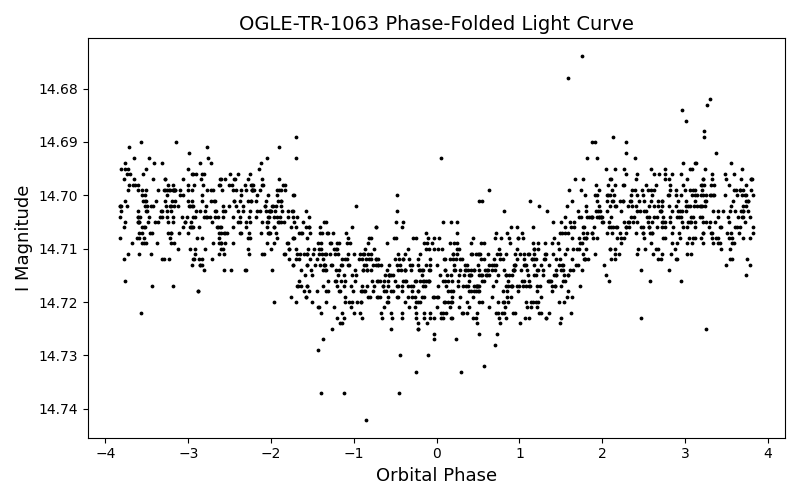 OGLE-TR-1063 Phase-Folded Light Curve
I Magnitude
14.68
14.69
14.70
14.71
14.72
14.73
14.74
−4 −3 −2 −1 0 1 2 3 4
Orbital Phase